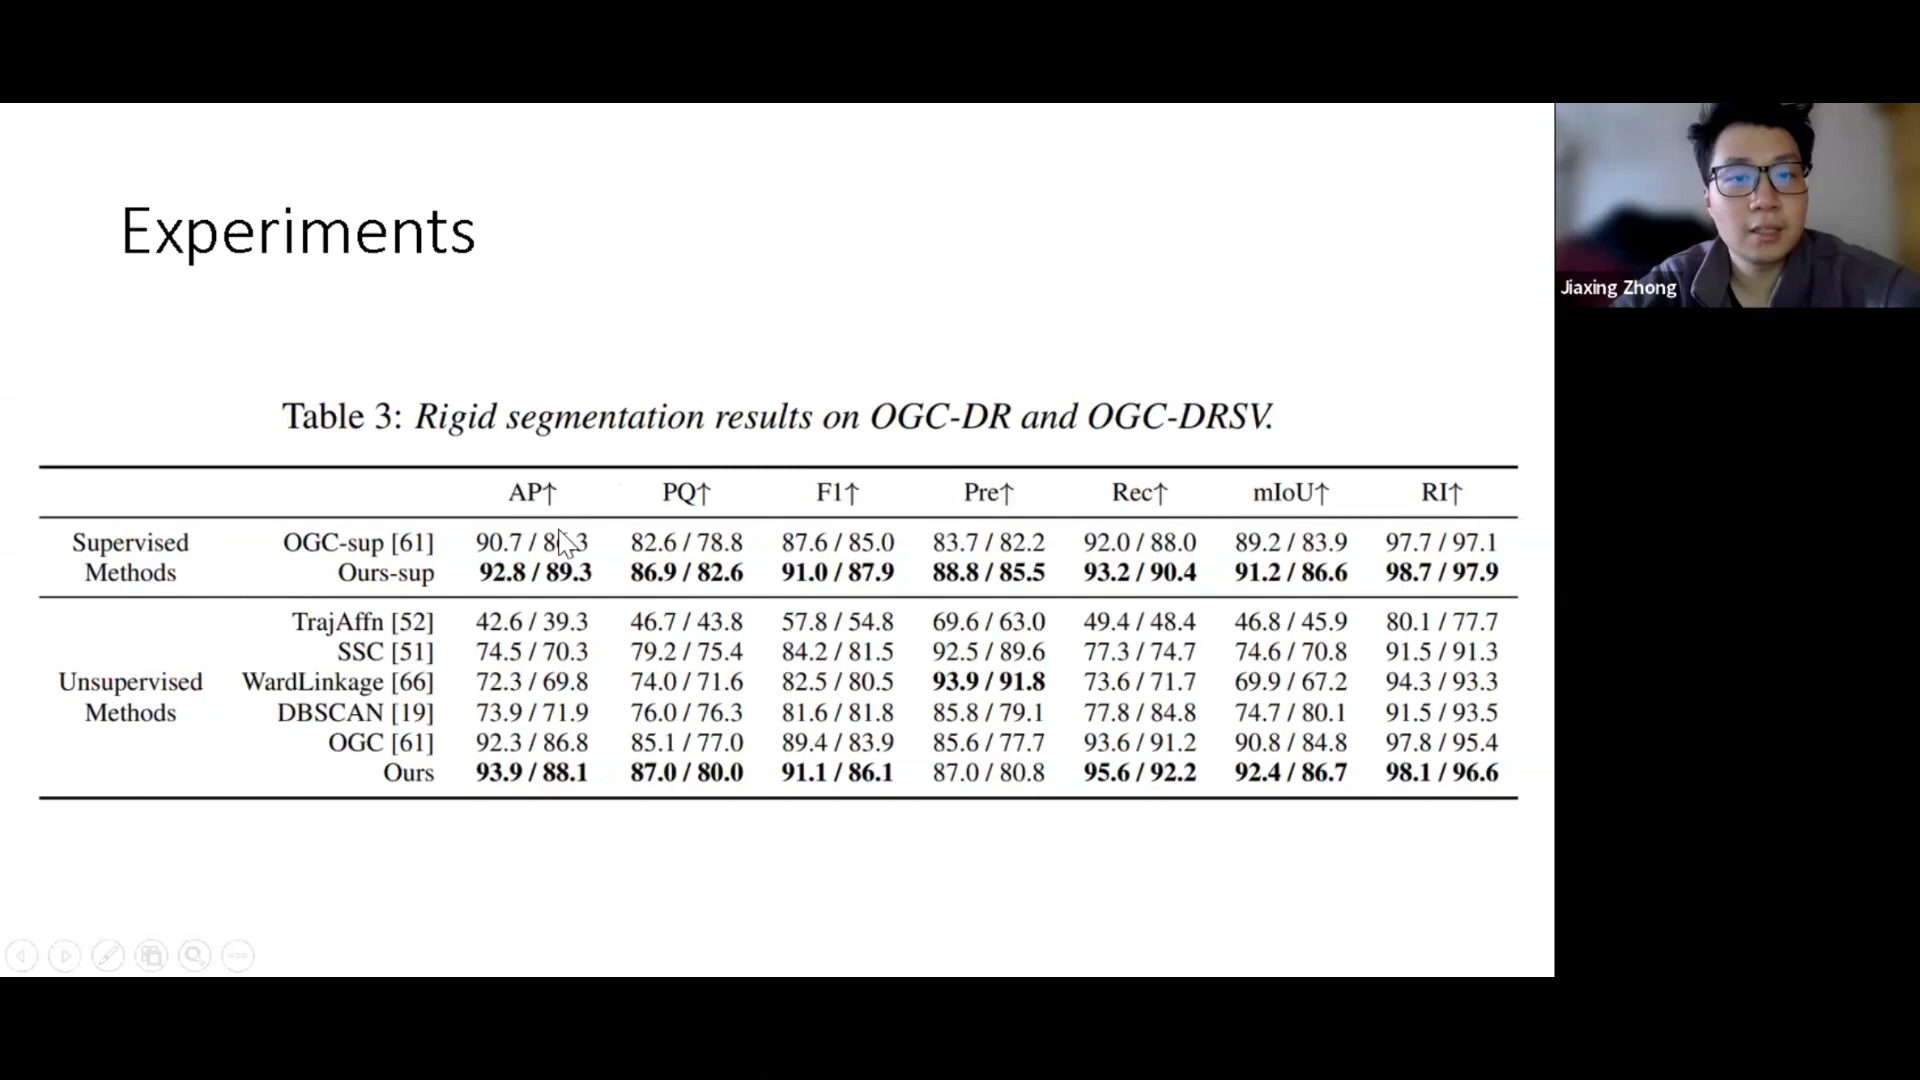 Experiments
Jiaxing Zhong
Table 3: Rigid segmentation results on OGC-DR and OGC-DRSV.
AP↑ PQ↑ F1↑ Pre↑ Rec↑ mIoU↑ RI↑
Supervised Methods
OGC-sup [61] 90.7 / 82.6 / 78.8 87.6 / 85.0 83.7 / 82.2 92.0 / 88.0 89.2 / 83.9 97.7 / 97.1
Ours-sup 92.8 / 89.3 86.9 / 82.6 91.0 / 87.9 88.8 / 85.5 93.2 / 90.4 91.2 / 86.6 98.7 / 97.9
Unsupervised Methods
TrajAffn [52] 42.6 / 39.3 46.7 / 43.8 57.8 / 54.8 69.6 / 63.0 49.4 / 48.4 46.8 / 45.9 80.1 / 77.7
SSC [51] 74.5 / 70.3 79.2 / 75.4 84.2 / 81.5 92.5 / 89.6 77.3 / 74.7 74.6 / 70.8 91.5 / 91.3
WardLinkage [66] 72.3 / 69.8 74.0 / 71.6 82.5 / 80.5 93.9 / 91.8 73.6 / 71.7 69.9 / 67.2 94.3 / 93.3
DBSCAN [19] 73.9 / 71.9 76.0 / 76.3 81.6 / 81.8 85.8 / 79.1 77.8 / 84.8 74.7 / 80.1 91.5 / 93.5
OGC [61] 92.3 / 86.8 85.1 / 77.0 89.4 / 83.9 85.6 / 77.7 93.6 / 91.2 90.8 / 84.8 97.8 / 95.4
Ours 93.9 / 88.1 87.0 / 80.0 91.1 / 86.1 87.0 / 80.8 95.6 / 92.2 92.4 / 86.7 98.1 / 96.6